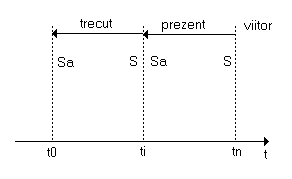 trecut prezent viitor
Sa S Sa S
t0 ti tn t